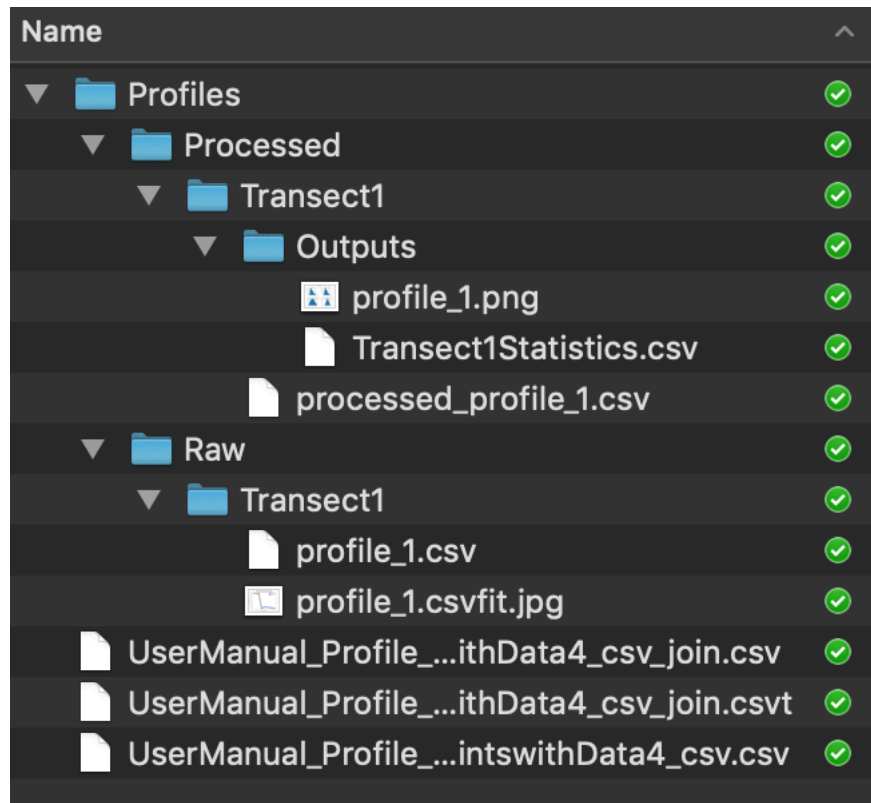 Name
Profiles
Processed
Transect1
Outputs
profile_1.png
Transect1Statistics.csv
processed_profile_1.csv
Raw
Transect1
profile_1.csv
profile_1.csvfit.jpg
UserManual_Profile_...ithData4_csv_join.csv
UserManual_Profile_...ithData4_csv_join.csvt
UserManual_Profile_...intswithData4_csv.csv